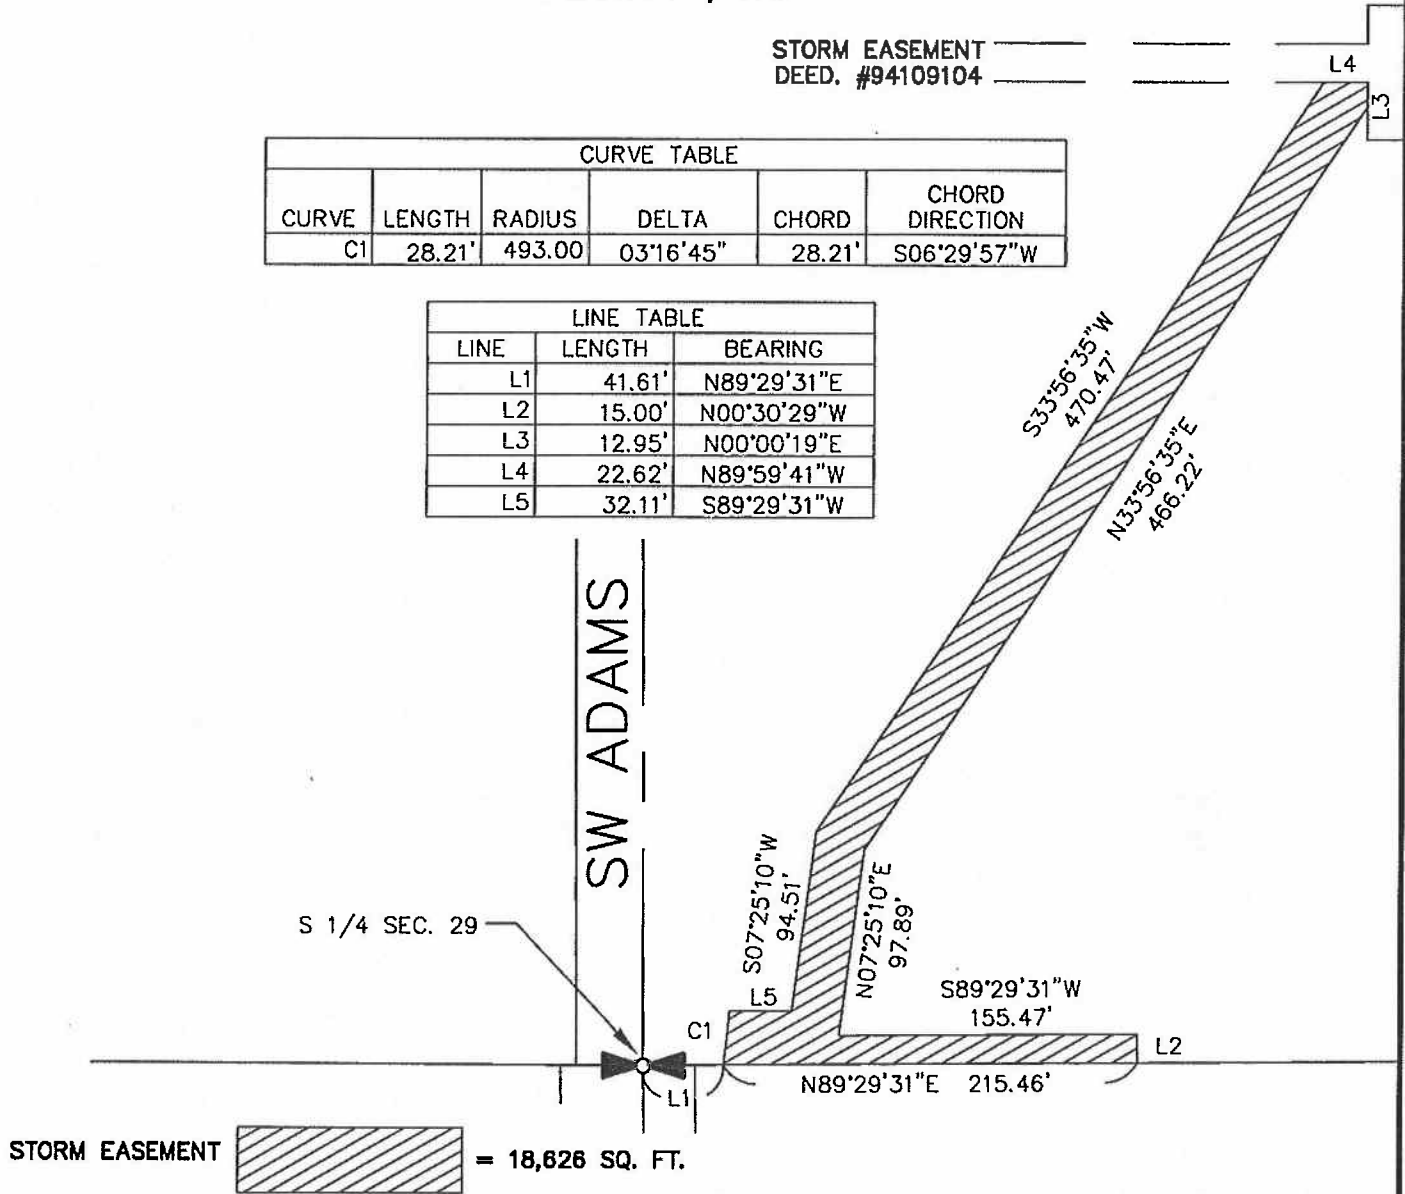 STORM EASEMENT
DEED. #94109104
L4
L3
CURVE TABLE
CURVE LENGTH RADIUS DELTA CHORD CHORD DIRECTION
C1 28.21' 493.00 03°16'45" 28.21' S06°29'57"W
LINE TABLE
LINE LENGTH BEARING
L1 41.61' N89°29'31"E
L2 15.00' N00°30'29"W
L3 12.95' N00°00'19"E
L4 22.62' N89°59'41"W
L5 32.11' S89°29'31"W
S33°56'35"W
470.47'
N33°56'35"E
466.22'
SW ADAMS
S07°25'10"W
94.51'
N07°25'10"E
97.89'
S 1/4 SEC. 29
L5
S89°29'31"W
155.47'
C1
L2
L1
N89°29'31"E 215.46'
STORM EASEMENT = 18,626 SQ. FT.